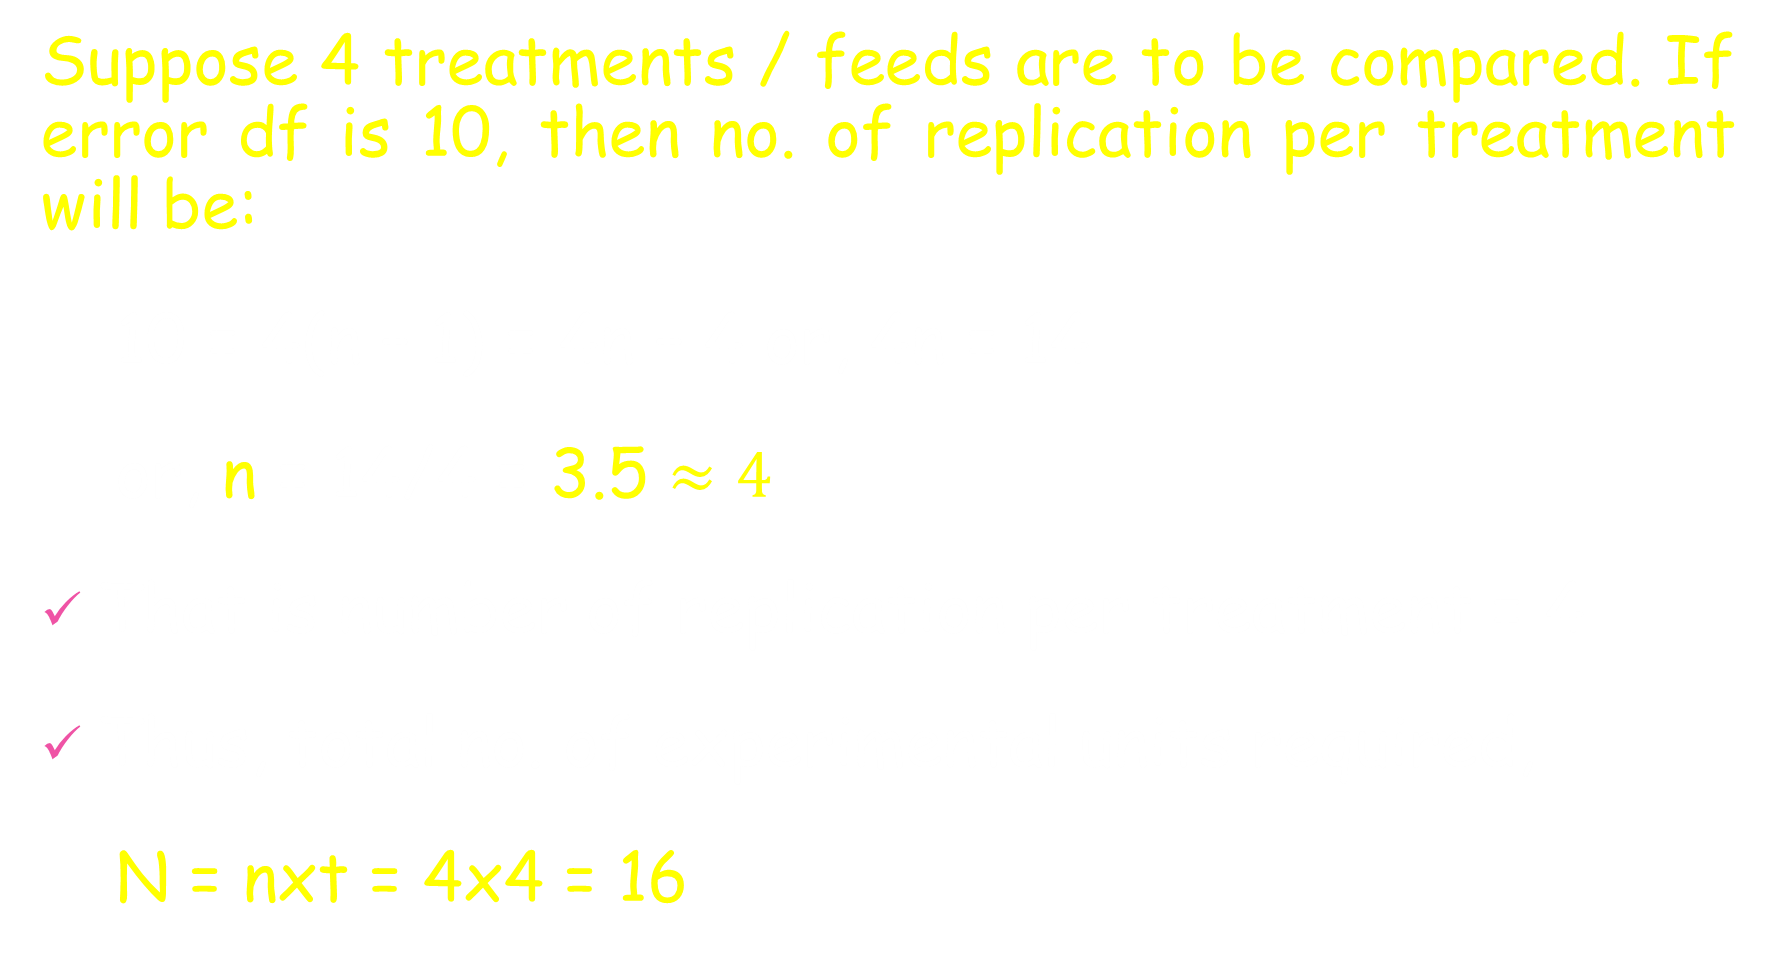 Suppose 4 treatments / feeds are to be compared. If
error df is 10, then no. of replication per treatment
will be:
n 3.5 ≈ 4
✓
✓
N = nxt = 4x4 = 16